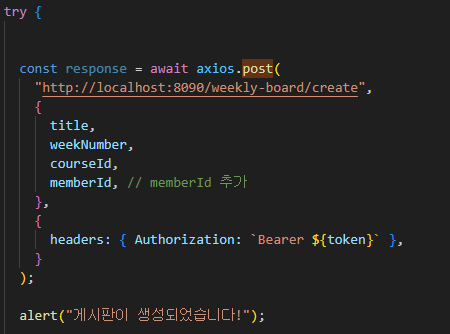 try {
const response = await axios.post(
"http://localhost:8090/weekly-board/create",
{
title,
weekNumber,
courseId,
memberId, // memberId 추가
},
{
headers: { Authorization: `Bearer ${token}` },
}
);
alert("게시판이 생성되었습니다!");